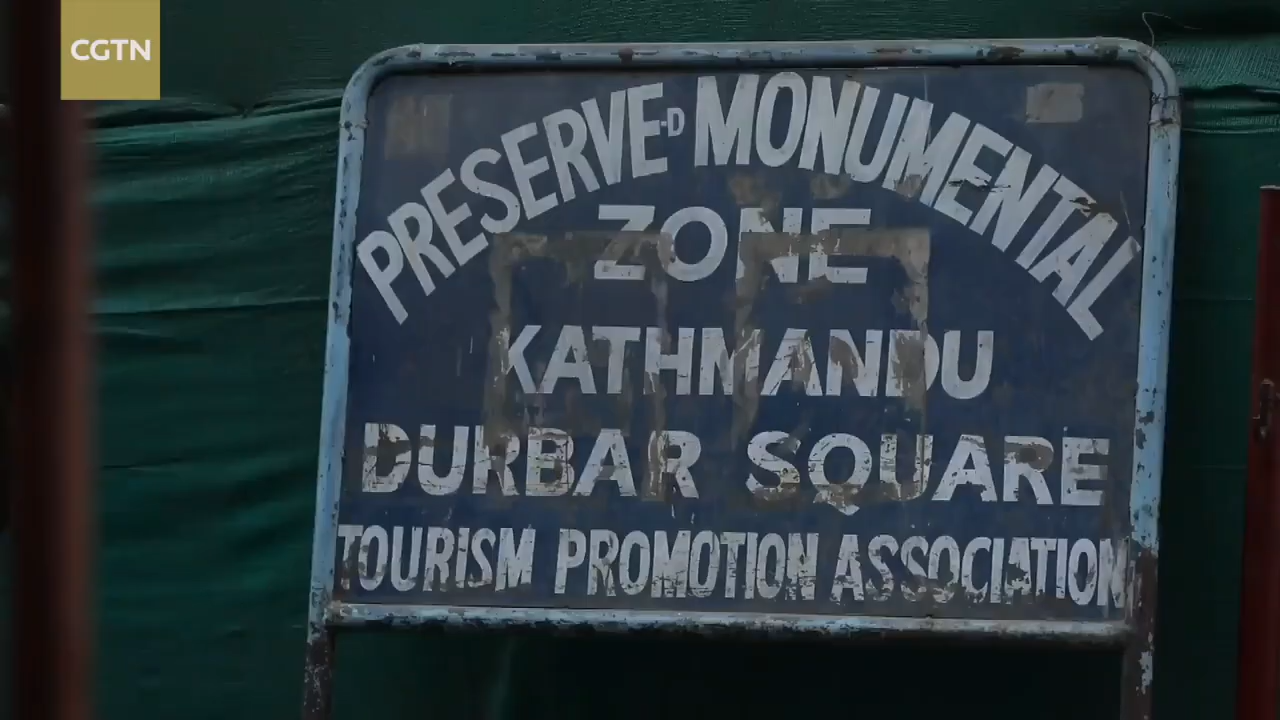 CGTN
PRESERVE-D MONUMENTAL
ZONE
KATHMANDU
DURBAR SQUARE
TOURISM PROMOTION ASSOCIATION